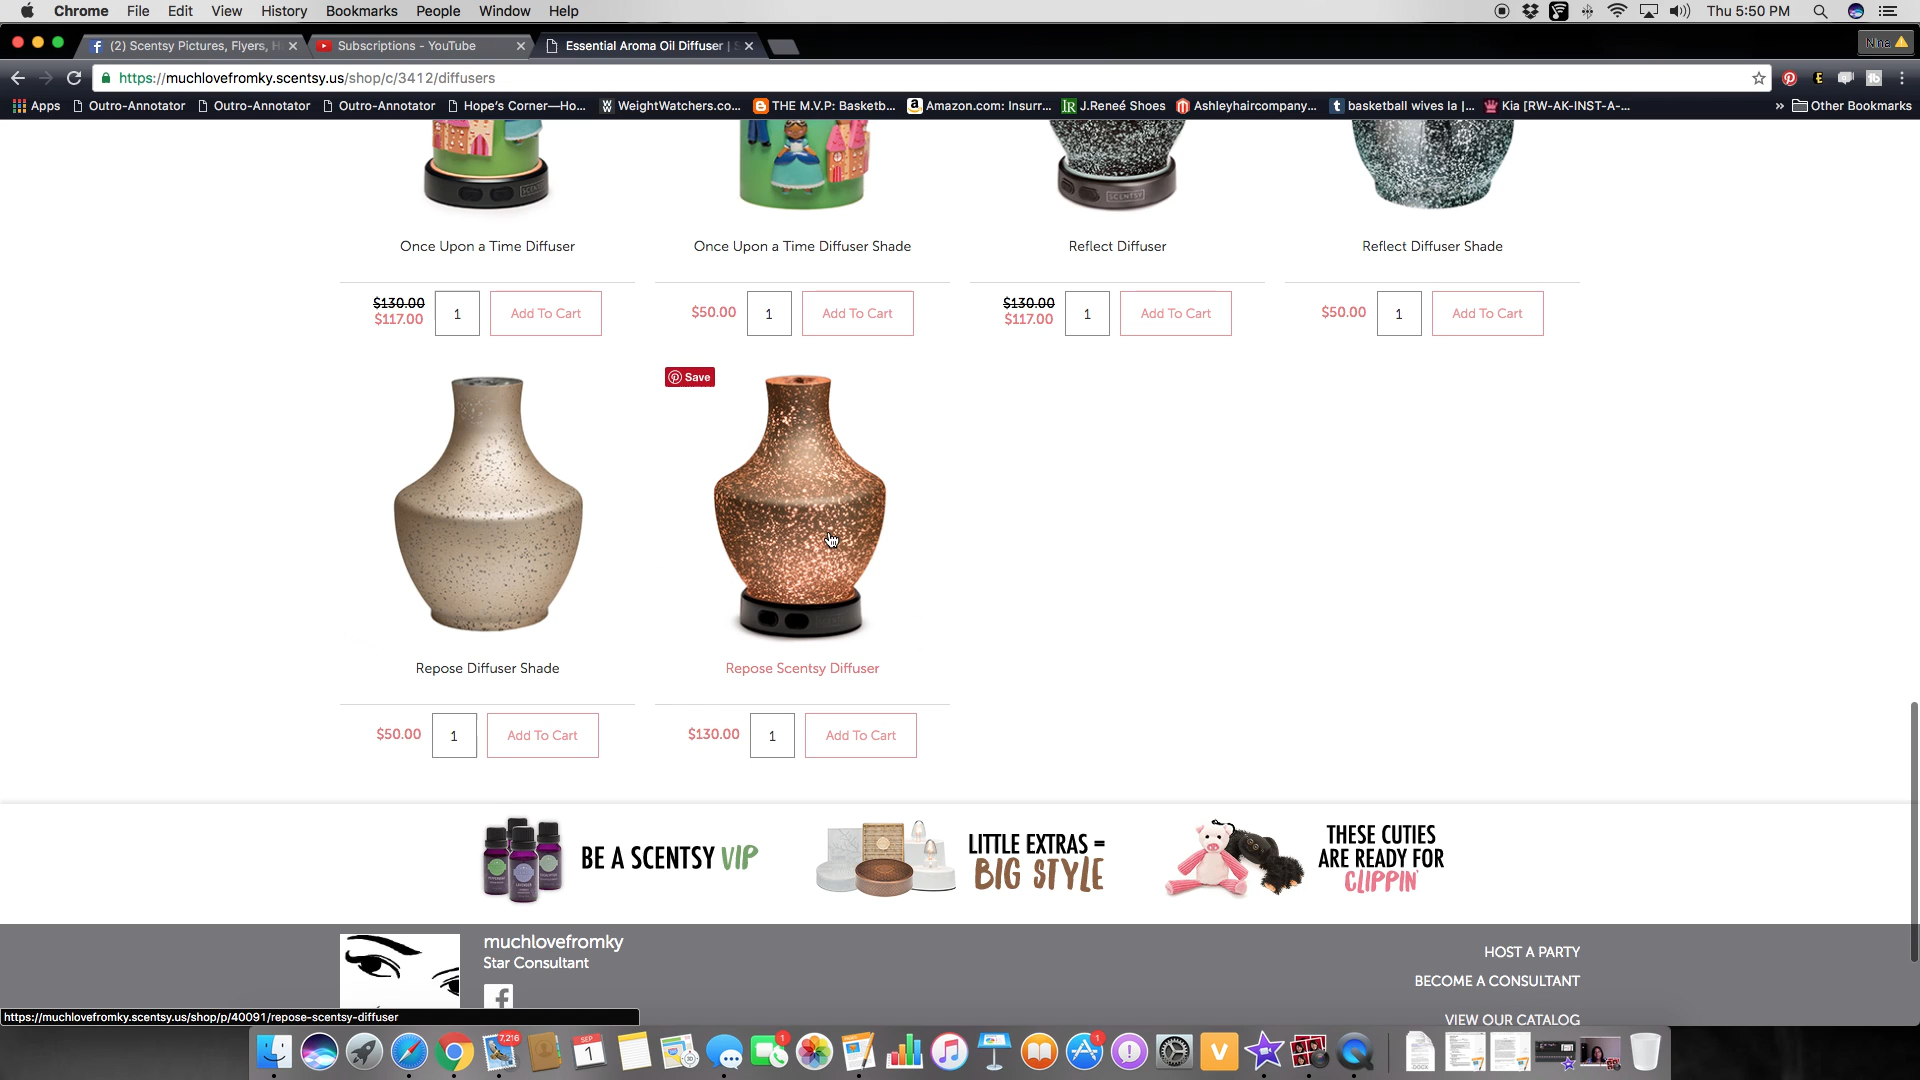 Chrome File Edit View History Bookmarks People Window Help Thu 5:50 PM
(2) Scentsy Pictures, Flyers, H Subscriptions - YouTube Essential Aroma Oil Diffuser | S Nina
https://muchlovefromky.scentsy.us/shop/c/3412/diffusers
Apps Outro-Annotator Outro-Annotator Outro-Annotator Hope's Corner—Ho... WeightWatchers.co... THE M.V.P: Basketb... Amazon.com: Insurr... J.Reneé Shoes Ashleyhaircompany... basketball wives la |... Kia [RW-AK-INST-A-... » Other Bookmarks
SCENTSY
Once Upon a Time Diffuser Once Upon a Time Diffuser Shade Reflect Diffuser Reflect Diffuser Shade
$130.00 $130.00
$117.00 1 Add To Cart $50.00 1 Add To Cart $117.00 1 Add To Cart $50.00 1 Add To Cart
Save
Repose Diffuser Shade Repose Scentsy Diffuser
$50.00 1 Add To Cart $130.00 1 Add To Cart
BE A SCENTSY VIP
LITTLE EXTRAS =
BIG STYLE
THESE CUTIES
ARE READY FOR
CLIPPIN'
muchlovefromky
Star Consultant
HOST A PARTY
BECOME A CONSULTANT
VIEW OUR CATALOG
https://muchlovefromky.scentsy.us/shop/p/40091/repose-scentsy-diffuser
7,216 SEP 1 1 1